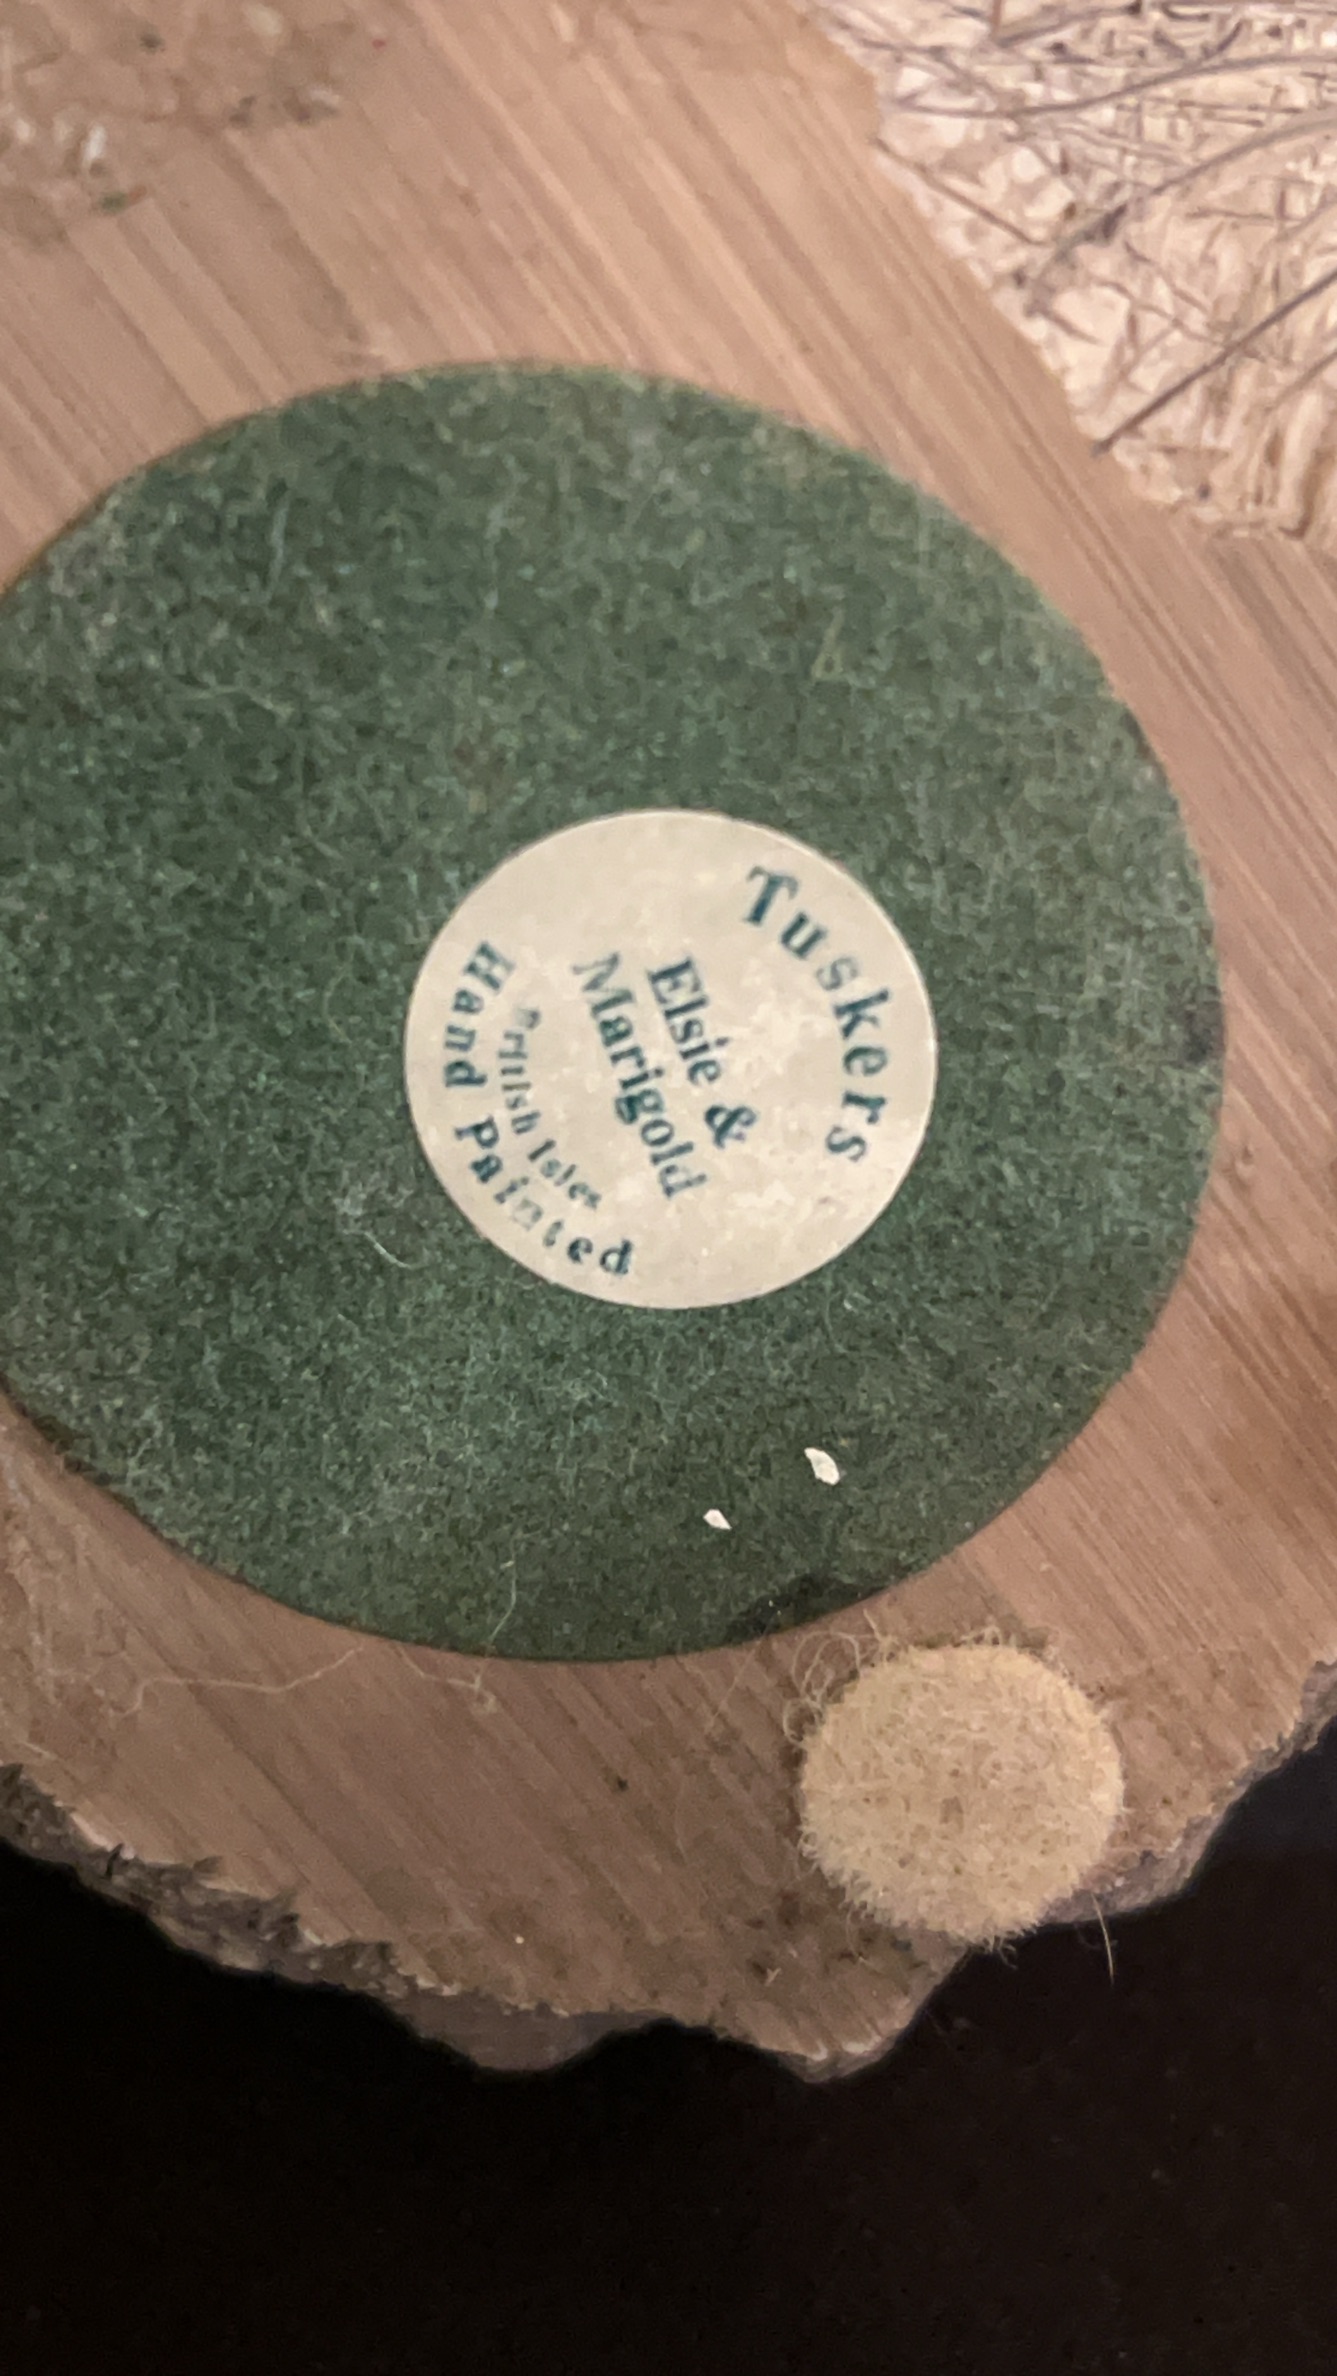 Tuskers
Elsie &
Marigold
British Isles
Hand Painted